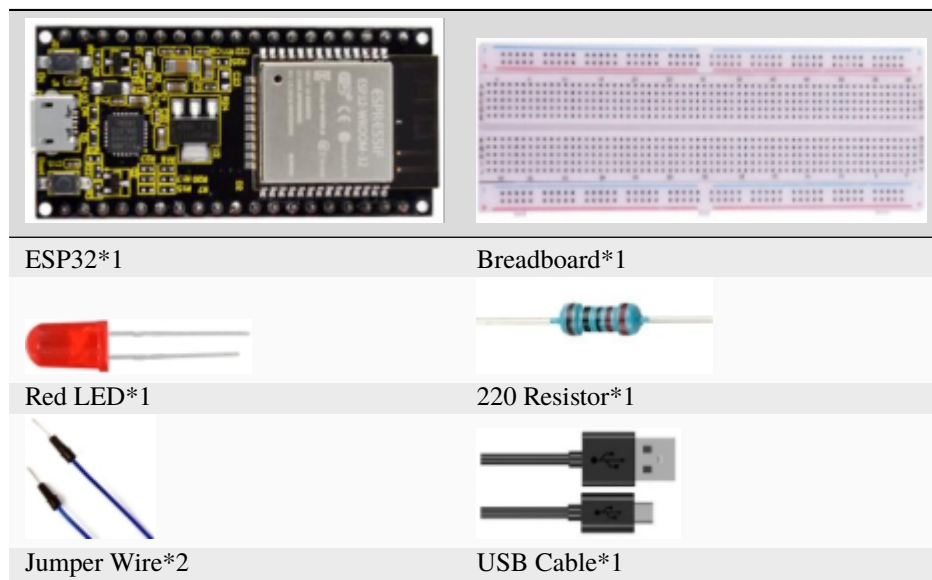 ESP32*1
Breadboard*1
Red LED*1
220 Resistor*1
Jumper Wire*2
USB Cable*1